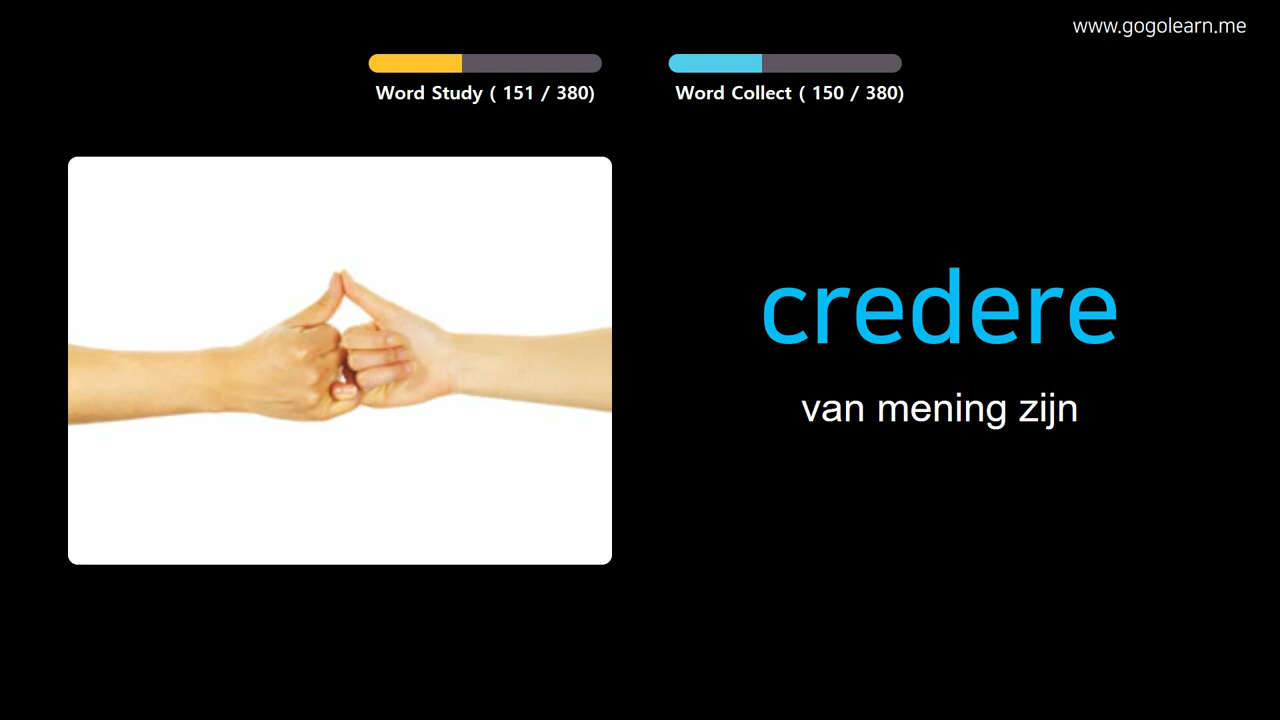 www.gogolearn.me
Word Study ( 151 / 380)
Word Collect ( 150 / 380)
credere
van mening zijn